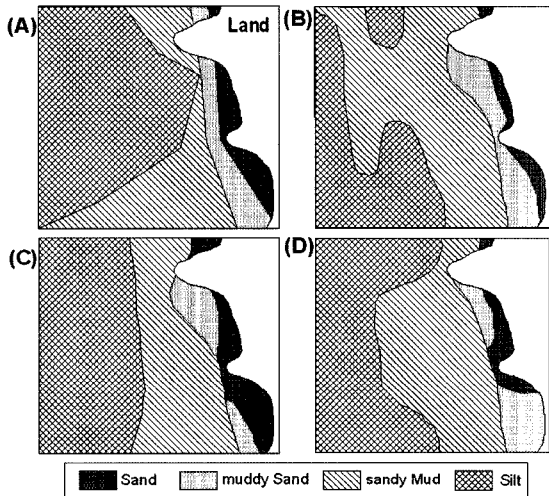 (A)
Land
(B)
(C)
(D)
Sand
muddy Sand
sandy Mud
Silt